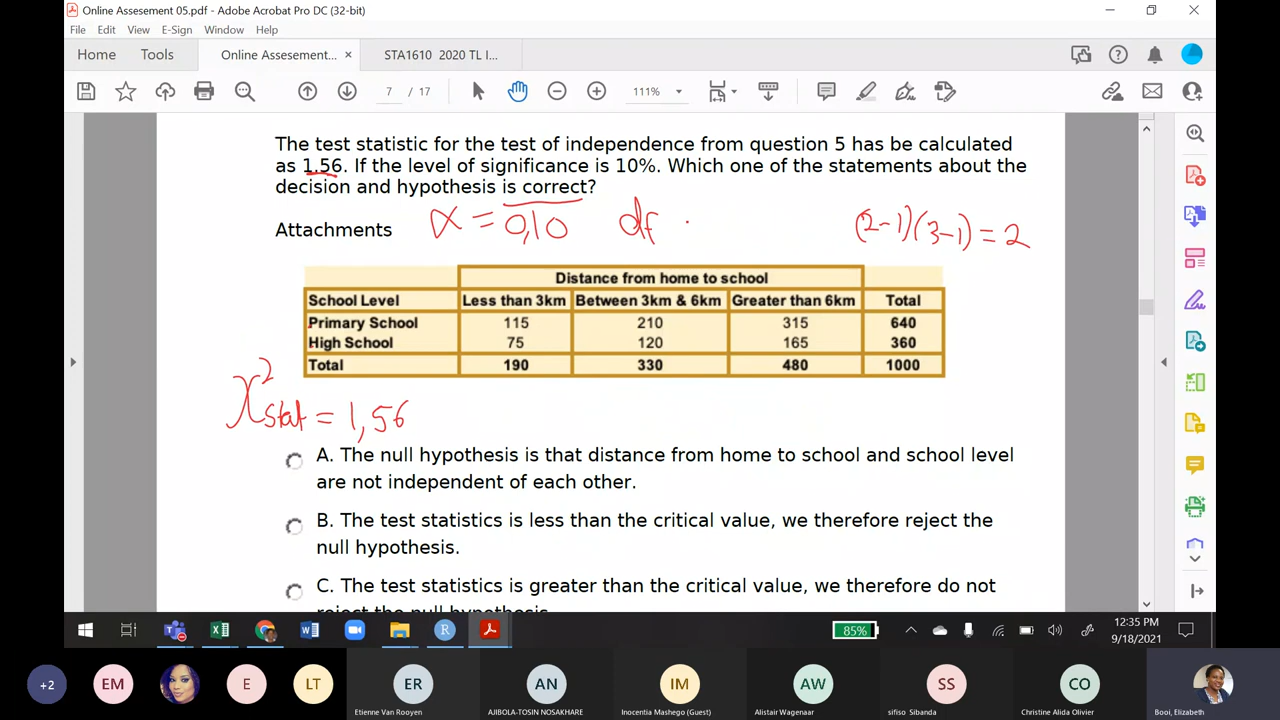 Online Assesement 05.pdf - Adobe Acrobat Pro DC (32-bit)
File Edit View E-Sign Window Help
Home Tools Online Assesement... × STA1610 2020 TL I...
7 / 17 111%
The test statistic for the test of independence from question 5 has be calculated
as 1.56. If the level of significance is 10%. Which one of the statements about the
decision and hypothesis is correct?
Attachments α = 0,10 df (2-1)(3-1) = 2
Distance from home to school
School Level Less than 3km Between 3km & 6km Greater than 6km Total
Primary School 115 210 315 640
High School 75 120 165 360
Total 190 330 480 1000
χ² stat = 1,56
A. The null hypothesis is that distance from home to school and school level
are not independent of each other.
B. The test statistics is less than the critical value, we therefore reject the
null hypothesis.
C. The test statistics is greater than the critical value, we therefore do not
reject the null hypothesis.
85% 12:35 PM
9/18/2021
+2 EM E LT ER AN IM AW SS CO
Etienne Van Rooyen AJIBOLA-TOSIN NOSAKHARE Inocentia Mashego (Guest) Alistair Wagenaar sifiso Sibanda Christine Alida Olivier Booi, Elizabeth